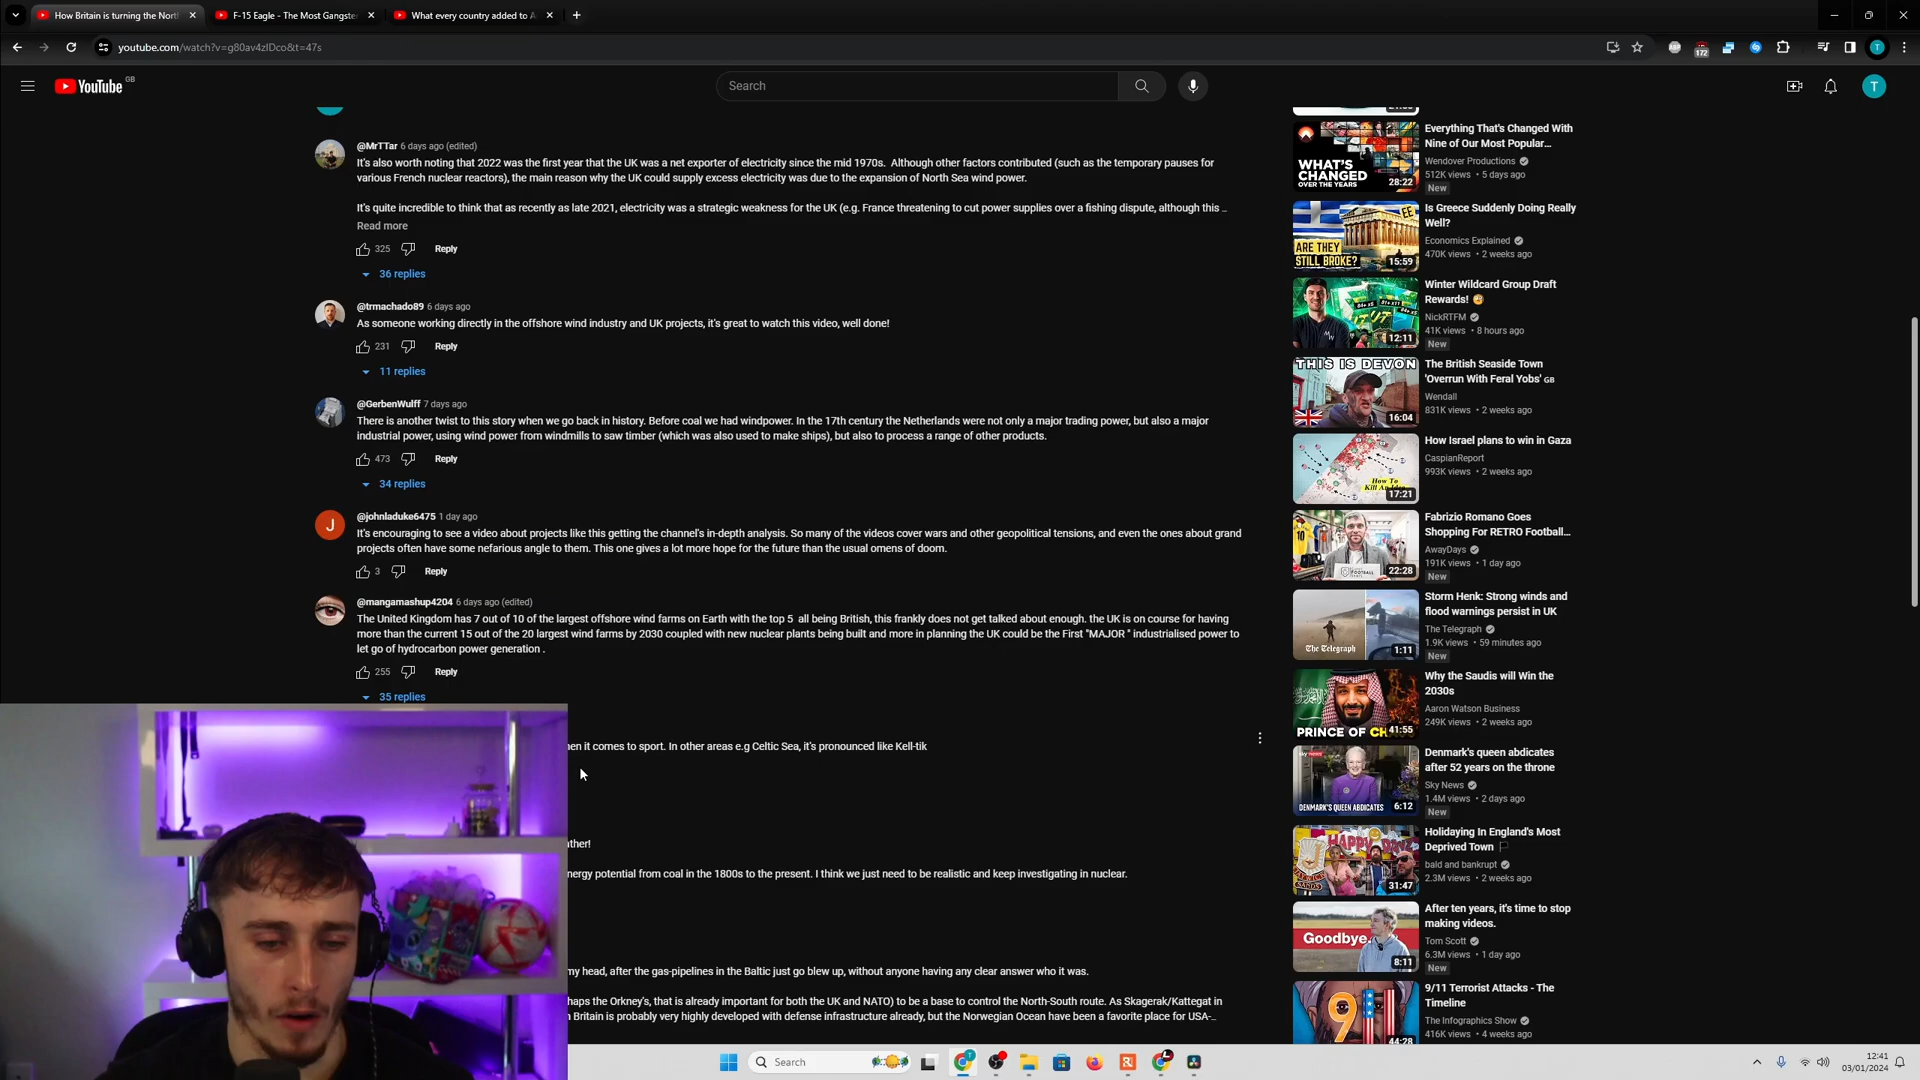 How Britain is turning the Nort
F-15 Eagle - The Most Gangste
What every country added to A
youtube.com/watch?v=g80av4zIDco&t=47s
172
T
YouTube GB
Search
T
@MrTTar 6 days ago (edited)
It's also worth noting that 2022 was the first year that the UK was a net exporter of electricity since the mid 1970s. Although other factors contributed (such as the temporary pauses for
various French nuclear reactors), the main reason why the UK could supply excess electricity was due to the expansion of North Sea wind power.
It's quite incredible to think that as recently as late 2021, electricity was a strategic weakness for the UK (e.g. France threatening to cut power supplies over a fishing dispute, although this ...
Read more
325 Reply
36 replies
@trmachado89 6 days ago
As someone working directly in the offshore wind industry and UK projects, it's great to watch this video, well done!
231 Reply
11 replies
@GerbenWulff 7 days ago
There is another twist to this story when we go back in history. Before coal we had windpower. In the 17th century the Netherlands were not only a major trading power, but also a major
industrial power, using wind power from windmills to saw timber (which was also used to make ships), but also to process a range of other products.
473 Reply
34 replies
J
@johnladuke6475 1 day ago
It's encouraging to see a video about projects like this getting the channel's in-depth analysis. So many of the videos cover wars and other geopolitical tensions, and even the ones about grand
projects often have some nefarious angle to them. This one gives a lot more hope for the future than the usual omens of doom.
3 Reply
@mangamashup4204 6 days ago (edited)
The United Kingdom has 7 out of 10 of the largest offshore wind farms on Earth with the top 5 all being British, this frankly does not get talked about enough. the UK is on course for having
more than the current 15 out of the 20 largest wind farms by 2030 coupled with new nuclear plants being built and more in planning the UK could be the First "MAJOR " industrialised power to
let go of hydrocarbon power generation .
255 Reply
35 replies
en it comes to sport. In other areas e.g Celtic Sea, it's pronounced like Kell-tik
ther!
nergy potential from coal in the 1800s to the present. I think we just need to be realistic and keep investigating in nuclear.
my head, after the gas-pipelines in the Baltic just go blew up, without anyone having any clear answer who it was.
haps the Orkney's, that is already important for both the UK and NATO) to be a base to control the North-South route. As Skagerak/Kattegat in
n Britain is probably very highly developed with defense infrastructure already, but the Norwegian Ocean have been a favorite place for USA-...
WHAT'S
CHANGED
OVER THE YEARS
28:22
Everything That's Changed With
Nine of Our Most Popular...
Wendover Productions
512K views • 5 days ago
New
EE
ARE THEY
STILL BROKE?
15:59
Is Greece Suddenly Doing Really
Well?
Economics Explained
470K views • 2 weeks ago
12:11
Winter Wildcard Group Draft
Rewards!
NickRTFM
41K views • 8 hours ago
New
THIS IS DEVON
16:04
The British Seaside Town
'Overrun With Feral Yobs' GB
Wendall
831K views • 2 weeks ago
How to
Kill An Idea
17:21
How Israel plans to win in Gaza
CaspianReport
993K views • 2 weeks ago
22:28
Fabrizio Romano Goes
Shopping For RETRO Football...
AwayDays
191K views • 1 day ago
New
The Telegraph
1:11
Storm Henk: Strong winds and
flood warnings persist in UK
The Telegraph
1.9K views • 59 minutes ago
New
PRINCE OF CH
41:55
Why the Saudis will Win the
2030s
Aaron Watson Business
249K views • 2 weeks ago
sky news
DENMARK'S QUEEN ABDICATES
6:12
Denmark's queen abdicates
after 52 years on the throne
Sky News
1.4M views • 2 days ago
New
HAPPY DAYZ
31:47
Holidaying In England's Most
Deprived Town
bald and bankrupt
2.3M views • 2 weeks ago
Goodbye.
8:11
After ten years, it's time to stop
making videos.
Tom Scott
6.3M views • 1 day ago
New
911
44:28
9/11 Terrorist Attacks - The
Timeline
The Infographics Show
416K views • 4 weeks ago
Search
12:41
03/01/2024